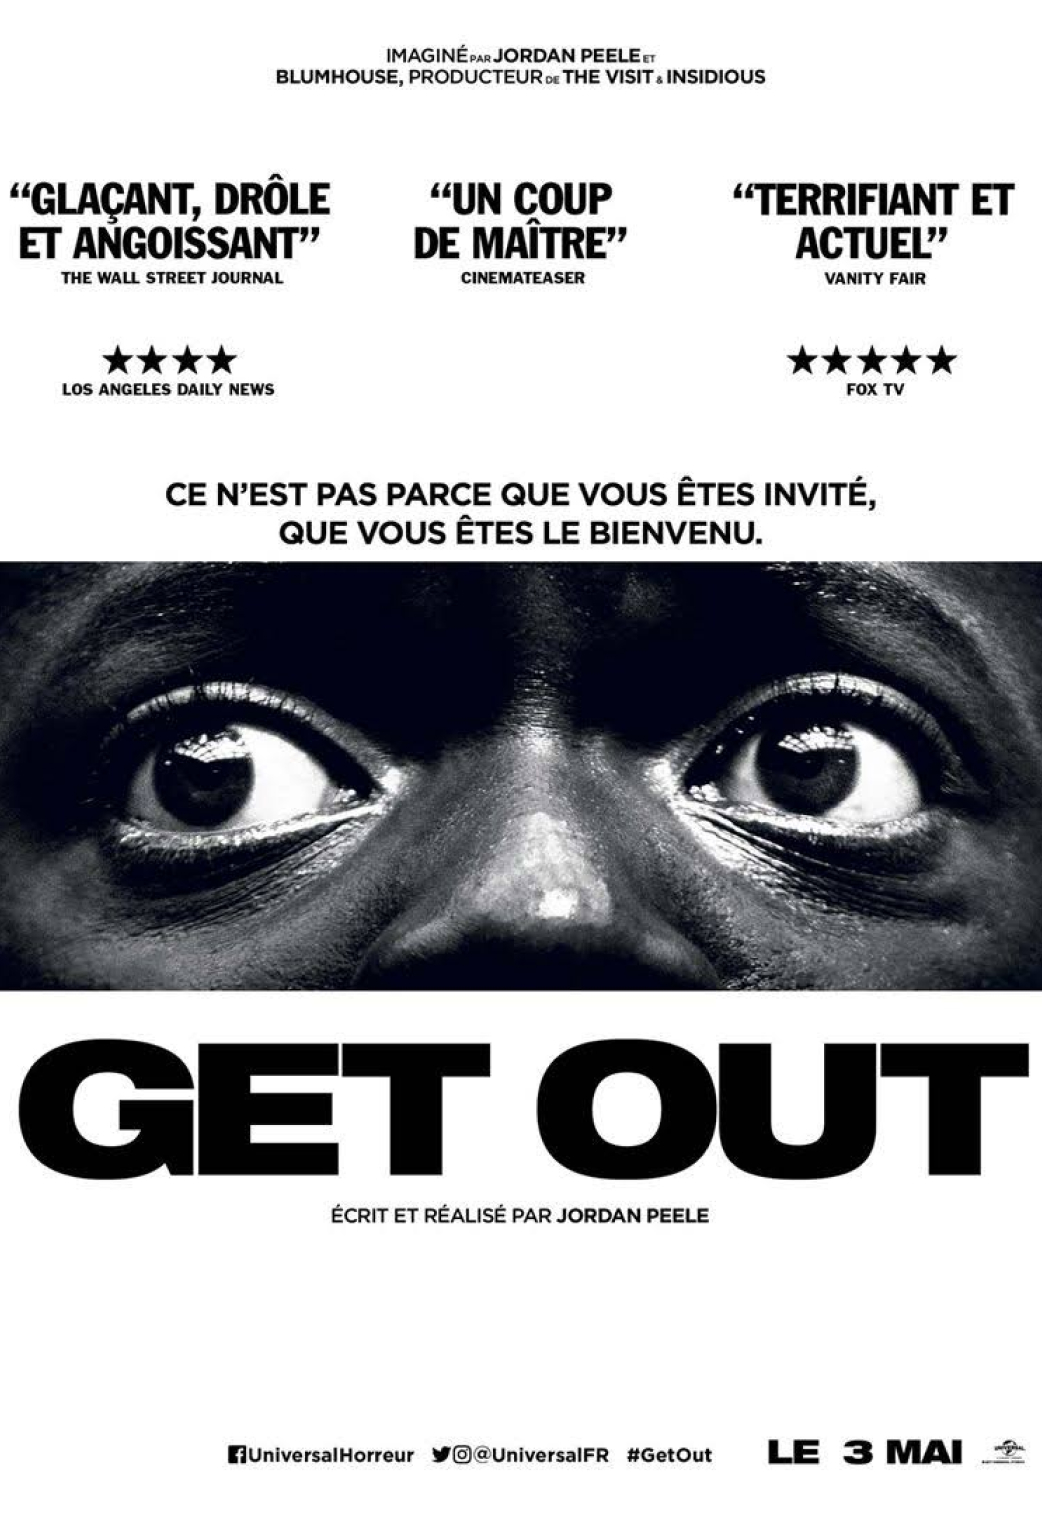 IMAGINÉ PAR JORDAN PEELE ET
BLUMHOUSE, PRODUCTEUR DE THE VISIT & INSIDIOUS
“GLAÇANT, DRÔLE
ET ANGOISSANT”
THE WALL STREET JOURNAL
“UN COUP
DE MAÎTRE”
CINEMATEASER
“TERRIFIANT ET
ACTUEL”
VANITY FAIR
★★★★
LOS ANGELES DAILY NEWS
★★★★★
FOX TV
CE N’EST PAS PARCE QUE VOUS ÊTES INVITÉ,
QUE VOUS ÊTES LE BIENVENU.
GET OUT
ÉCRIT ET RÉALISÉ PAR JORDAN PEELE
UniversalHorreur @UniversalFR #GetOut
LE 3 MAI
UNIVERSAL